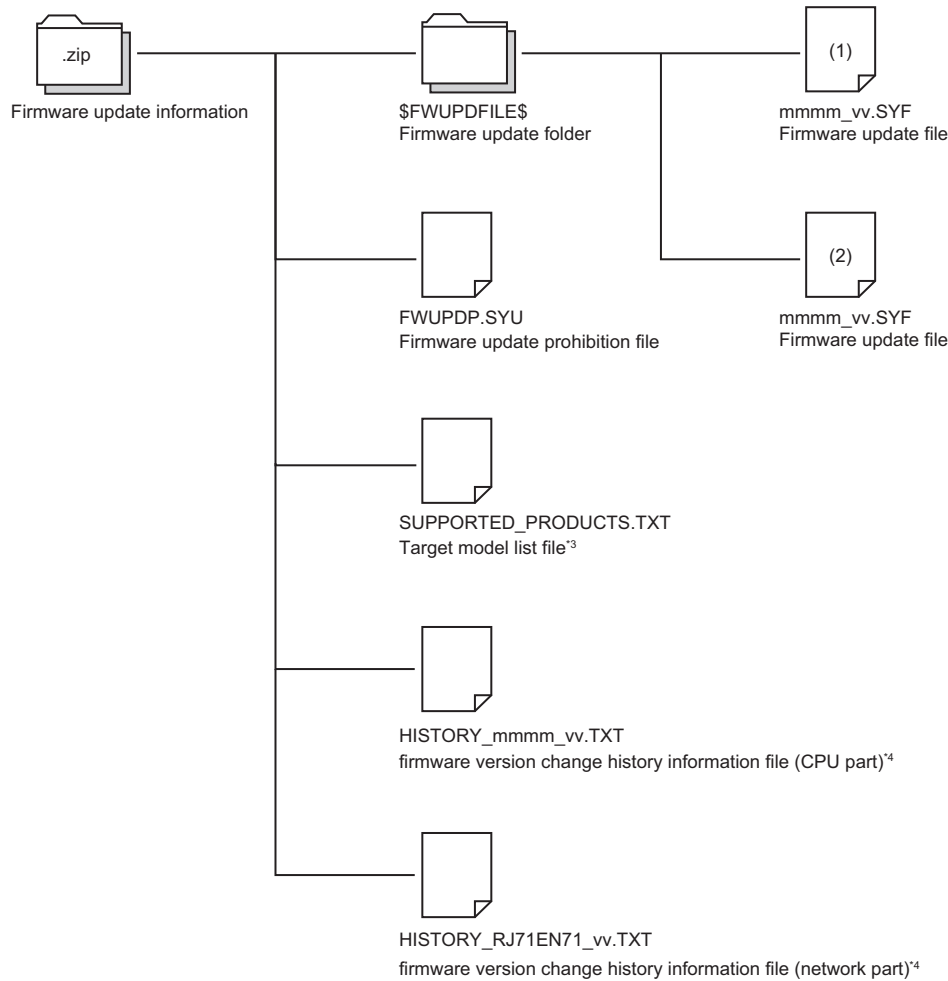 .zip
Firmware update information
$FWUPDFILE$
Firmware update folder
(1)
mmmm_vv.SYF
Firmware update file
(2)
mmmm_vv.SYF
Firmware update file
FWUPDP.SYU
Firmware update prohibition file
SUPPORTED_PRODUCTS.TXT
Target model list file*3
HISTORY_mmmm_vv.TXT
firmware version change history information file (CPU part)*4
HISTORY_RJ71EN71_vv.TXT
firmware version change history information file (network part)*4